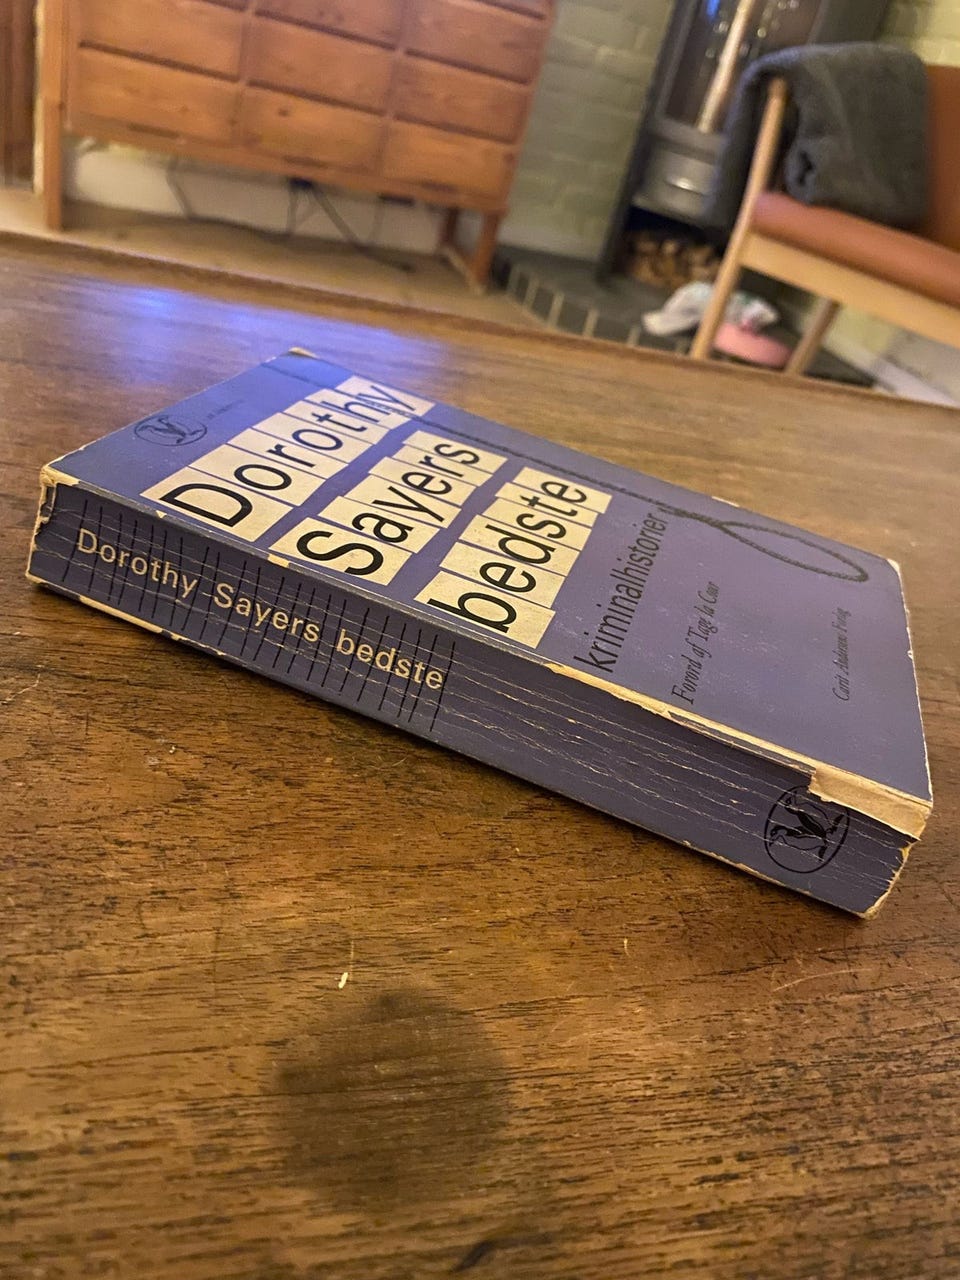 Dorothy
Sayers
bedste
kriminalhistorier
Forord af Tage la Cour
Carit Andersens Forlag
Dorothy Sayers bedste